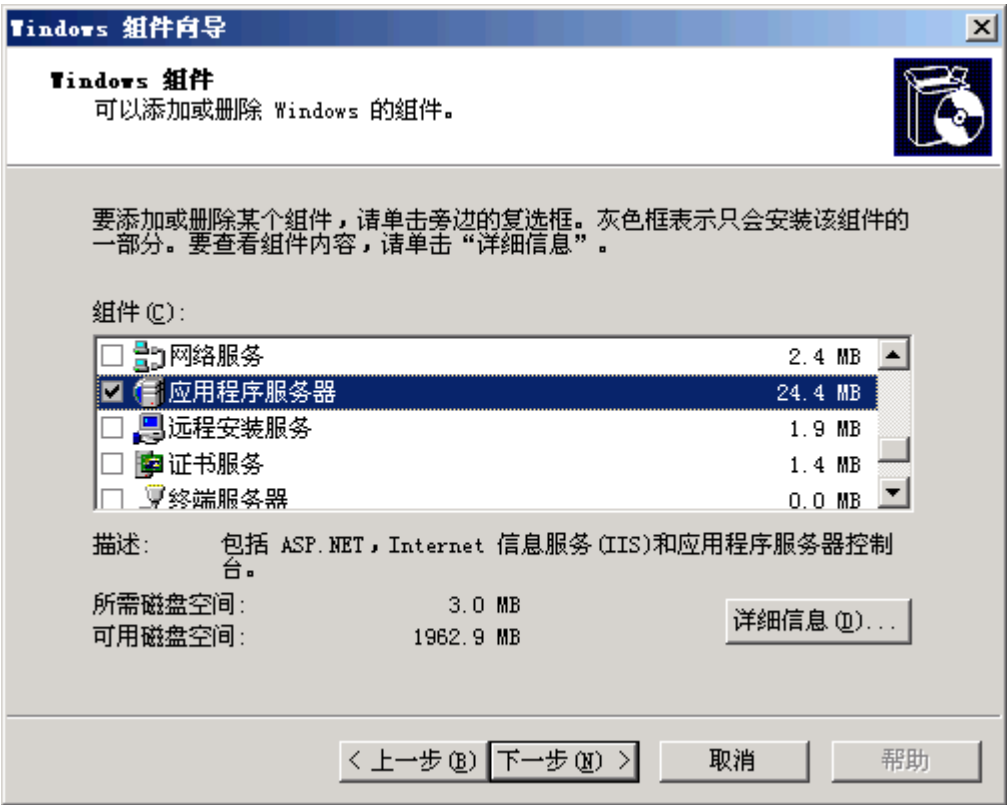 Windows 组件向导
Windows 组件
可以添加或删除 Windows 的组件。
要添加或删除某个组件，请单击旁边的复选框。灰色框表示只会安装该组件的
一部分。要查看组件内容，请单击“详细信息”。
组件(C):
网络服务 2.4 MB
应用程序服务器 24.4 MB
远程安装服务 1.9 MB
证书服务 1.4 MB
终端服务器 0.0 MB
描述: 包括 ASP.NET，Internet 信息服务(IIS)和应用程序服务器控制
台。
所需磁盘空间: 3.0 MB
可用磁盘空间: 1962.9 MB
详细信息(D)...
< 上一步(B) 下一步(N) > 取消 帮助